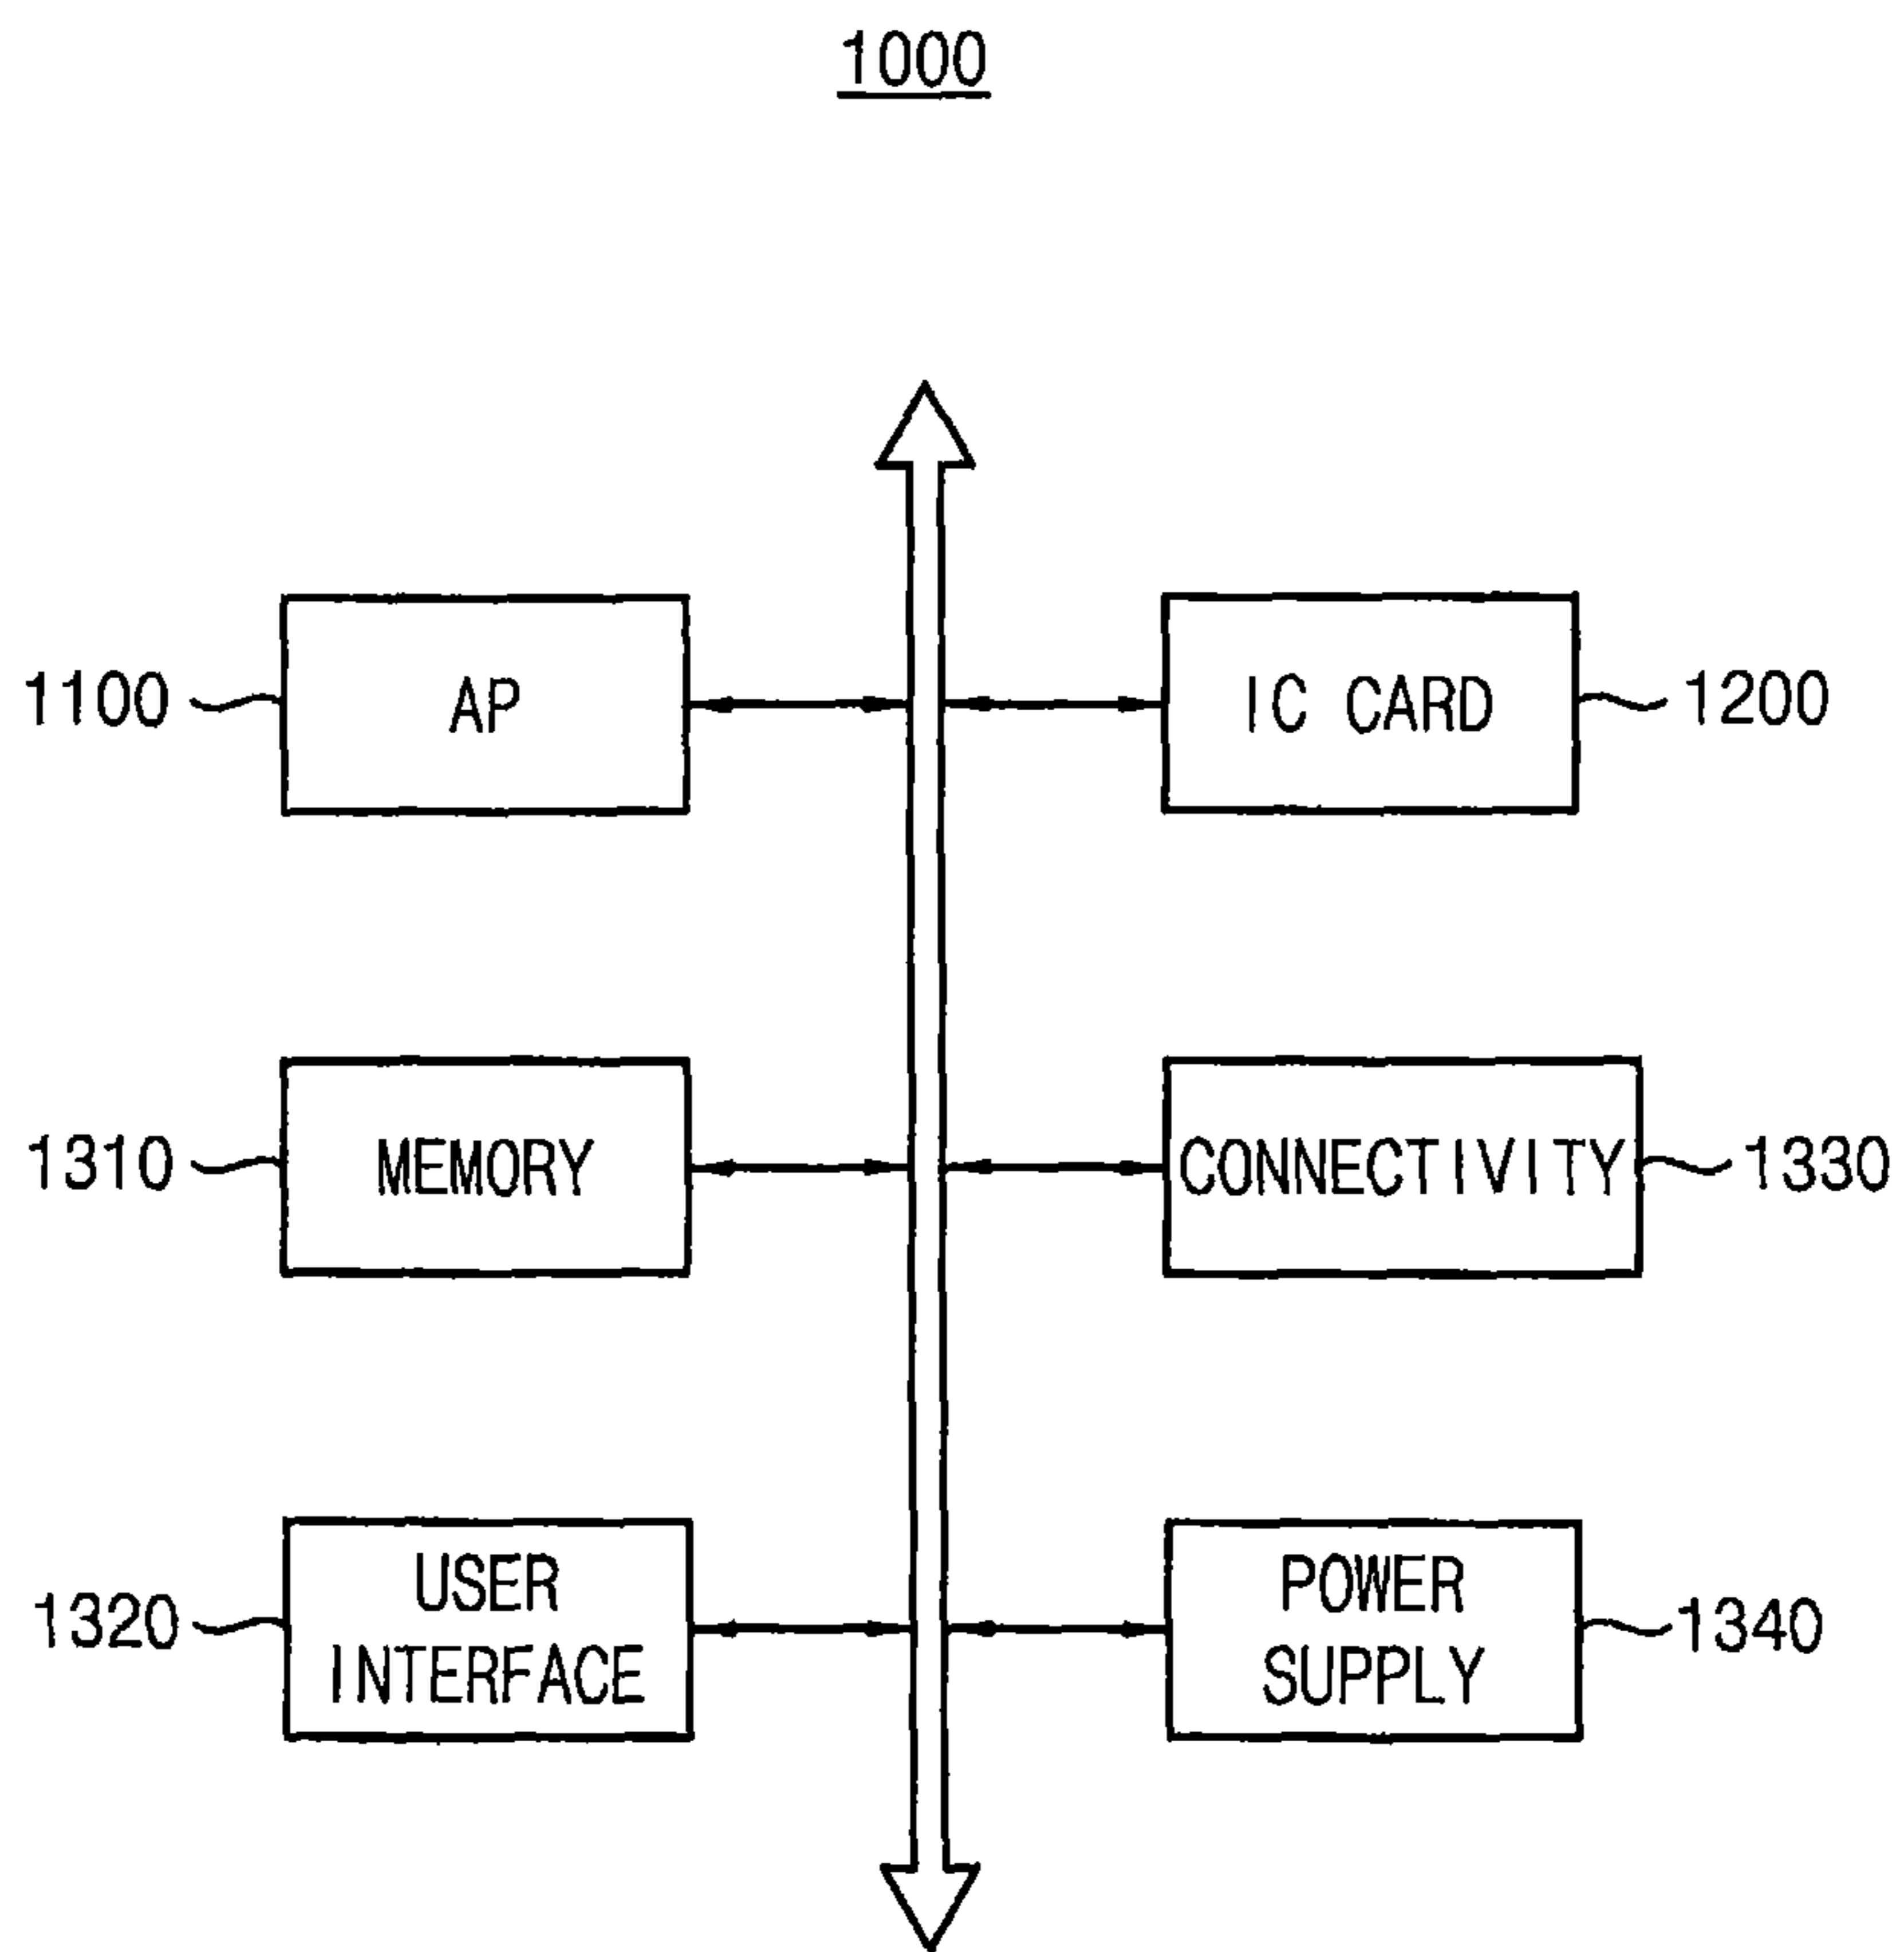 1000
1100 AP IC CARD 1200
1310 MEMORY CONNECTIVITY 1330
1320 USER INTERFACE POWER SUPPLY 1340